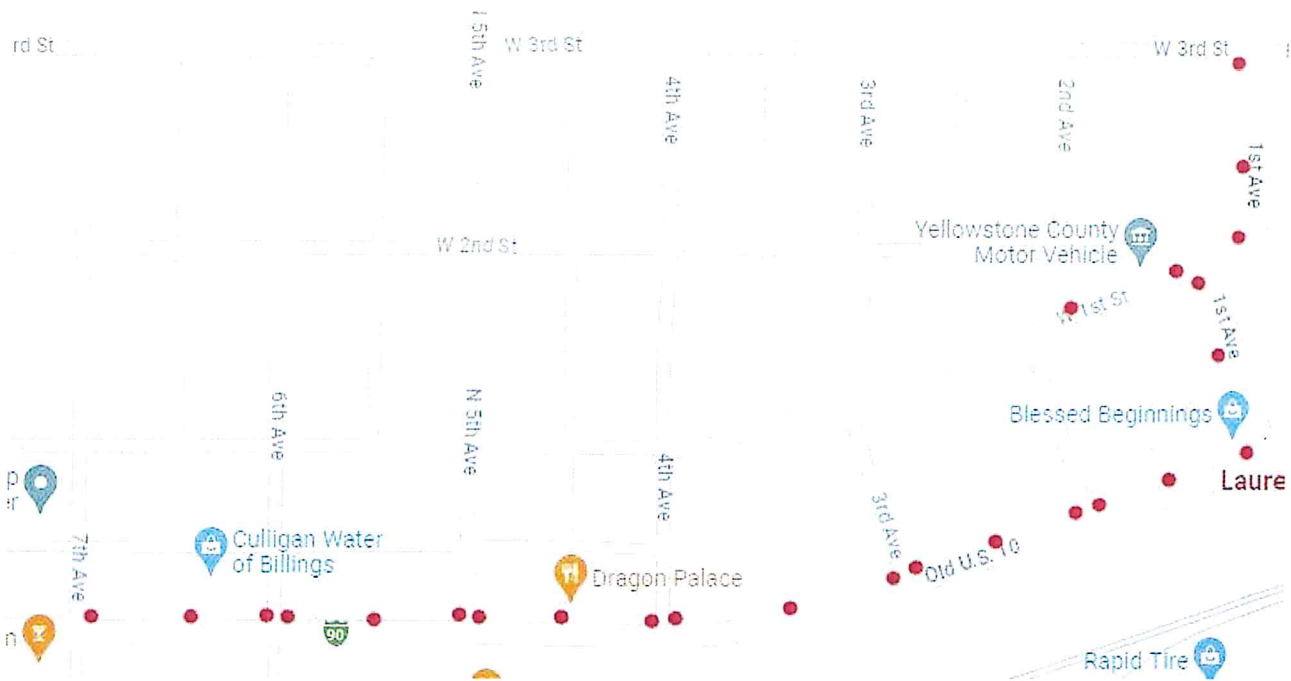 rd St
N 5th Ave
W 3rd St
W 3rd St
4th Ave
3rd Ave
2nd Ave
1st Ave
W 2nd St
Yellowstone County
Motor Vehicle
W 1st St
1st Ave
6th Ave
N 5th Ave
4th Ave
Blessed Beginnings
Laure
3rd Ave
7th Ave
Culligan Water
of Billings
Dragon Palace
Old U.S. 10
90
Rapid Tire